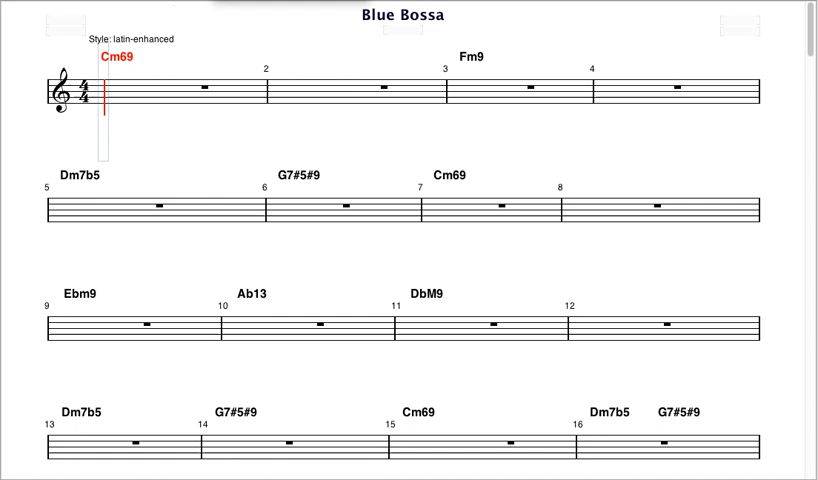 Blue Bossa
Style: latin-enhanced
Cm69 Fm9
2 3 4
4
4
Dm7b5 G7#5#9 Cm69
5 6 7 8
Ebm9 Ab13 DbM9
9 10 11 12
Dm7b5 G7#5#9 Cm69 Dm7b5 G7#5#9
13 14 15 16